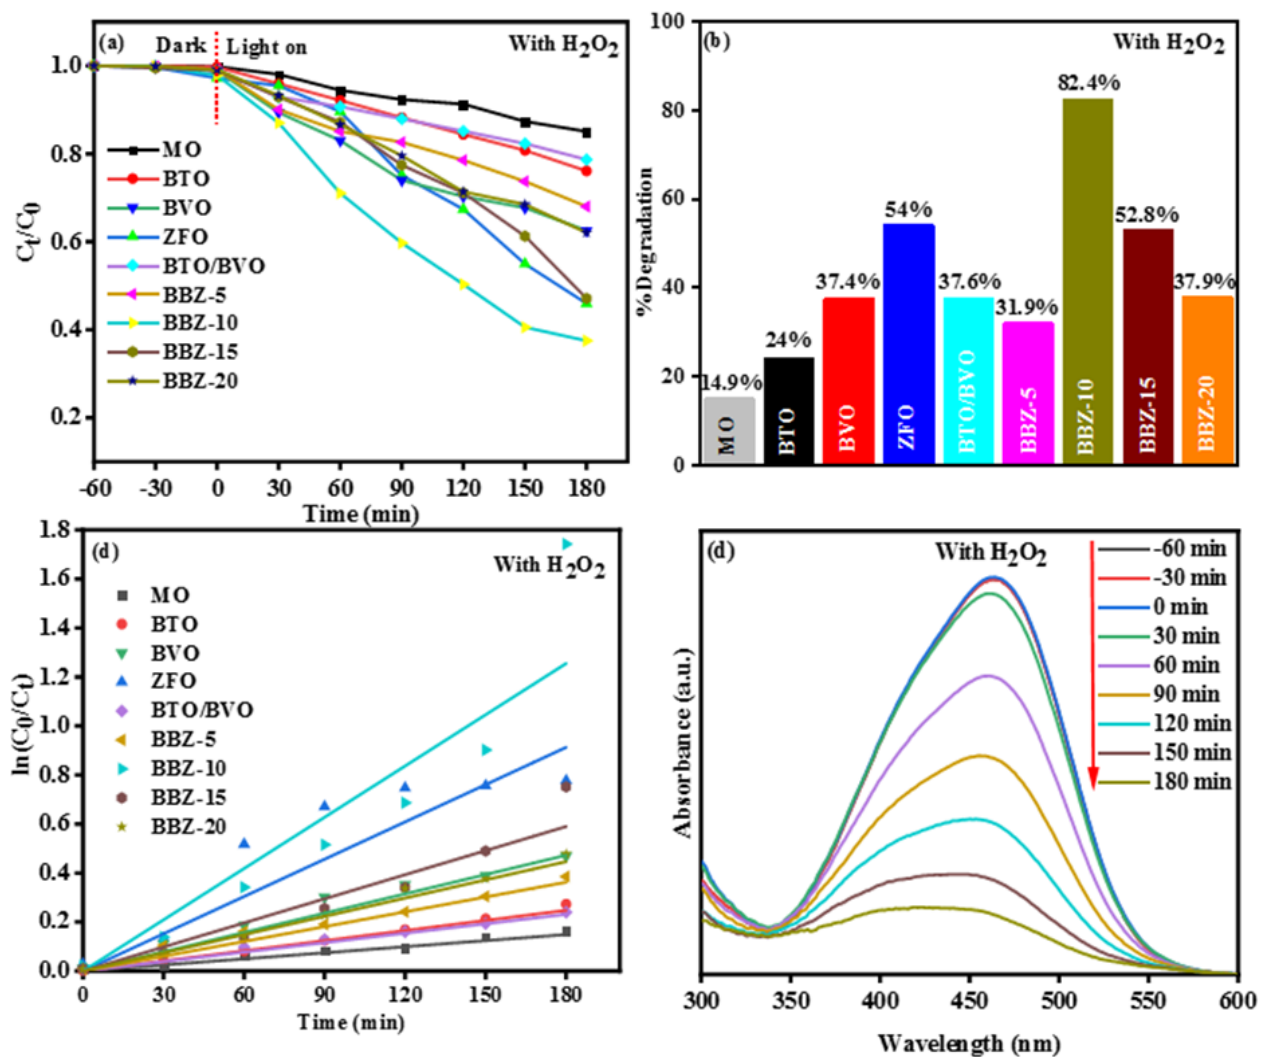 (a)
Dark
Light on
With H2O2
1.0
0.8
0.6
0.4
0.2
Ct/C0
MO
BTO
BVO
ZFO
BTO/BVO
BBZ-5
BBZ-10
BBZ-15
BBZ-20
-60 -30 0 30 60 90 120 150 180
Time (min)
(b)
With H2O2
100
80
60
40
20
0
%Degradation
14.9%
24%
37.4%
54%
37.6%
31.9%
82.4%
52.8%
37.9%
MO
BTO
BVO
ZFO
BTO/BVO
BBZ-5
BBZ-10
BBZ-15
BBZ-20
(d)
With H2O2
1.8
1.6
1.4
1.2
1.0
0.8
0.6
0.4
0.2
0.0
ln(C0/Ct)
MO
BTO
BVO
ZFO
BTO/BVO
BBZ-5
BBZ-10
BBZ-15
BBZ-20
0 30 60 90 120 150 180
Time (min)
(d)
With H2O2
-60 min
-30 min
0 min
30 min
60 min
90 min
120 min
150 min
180 min
Absorbance (a.u.)
300 350 400 450 500 550 600
Wavelength (nm)